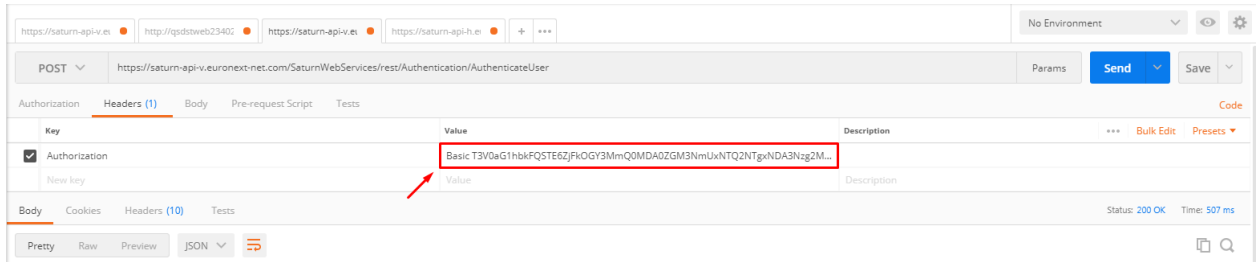 https://saturn-api-v.eu http://qsdstweb23402 https://saturn-api-v.eu https://saturn-api-h.eu + ••• No Environment
POST https://saturn-api-v.euronext-net.com/SaturnWebServices/rest/Authentication/AuthenticateUser Params Send Save
Authorization Headers (1) Body Pre-request Script Tests Code
Key Value Description ••• Bulk Edit Presets
Authorization Basic T3V0aG1hbkFQSTE6ZjFkOGY3MmQ0MDA0ZGM3NmUxNTQ2NTgxNDA3Nzg2M...
New key Value Description
Body Cookies Headers (10) Tests Status: 200 OK Time: 507 ms
Pretty Raw Preview JSON